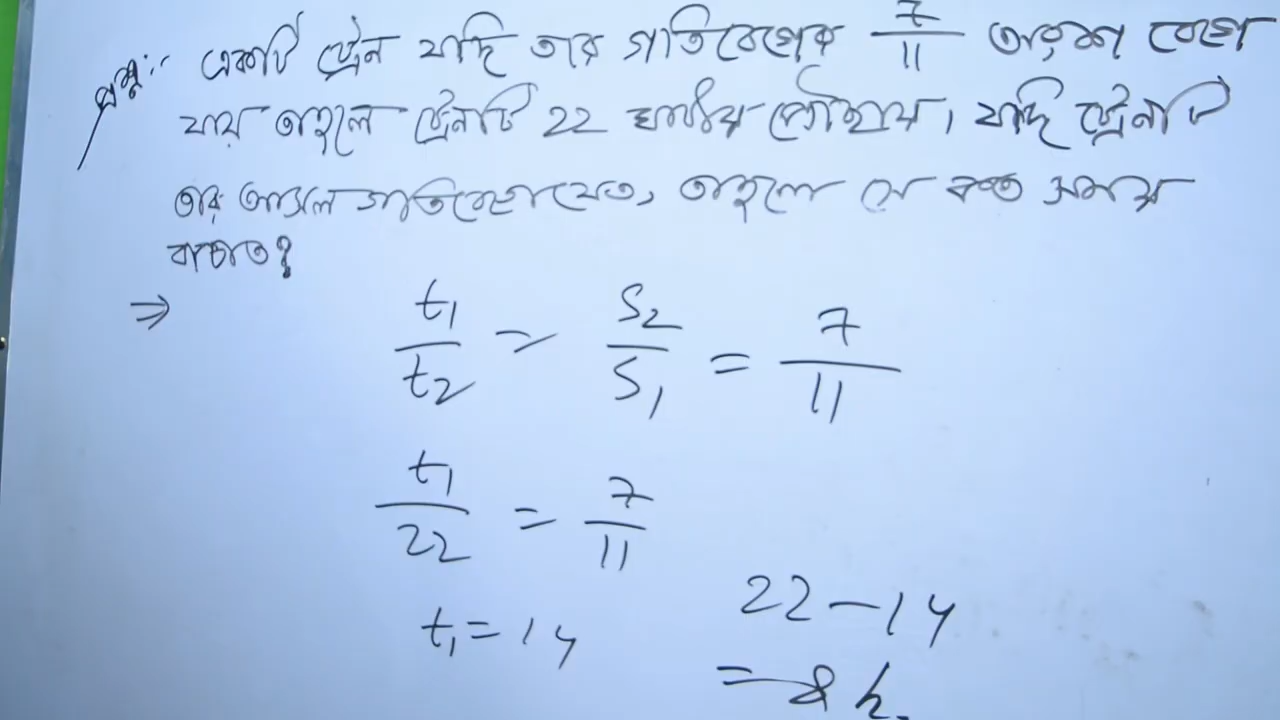 প্রশ্ন:- একটি ট্রেন যদি তার গতিবেগের 7/11 তম অংশ বেগে
যায় তাহলে ট্রেনটি 22 ঘণ্টায় পৌঁছায়, যদি ট্রেনটি
তার আসল গতিবেগে যেত, তাহলে সে কত সময়
বাঁচাত?
⇒ t₁/t₂ = S₂/S₁ = 7/11
t₁/22 = 7/11
t₁ = 14
22 - 14
= 8 h.